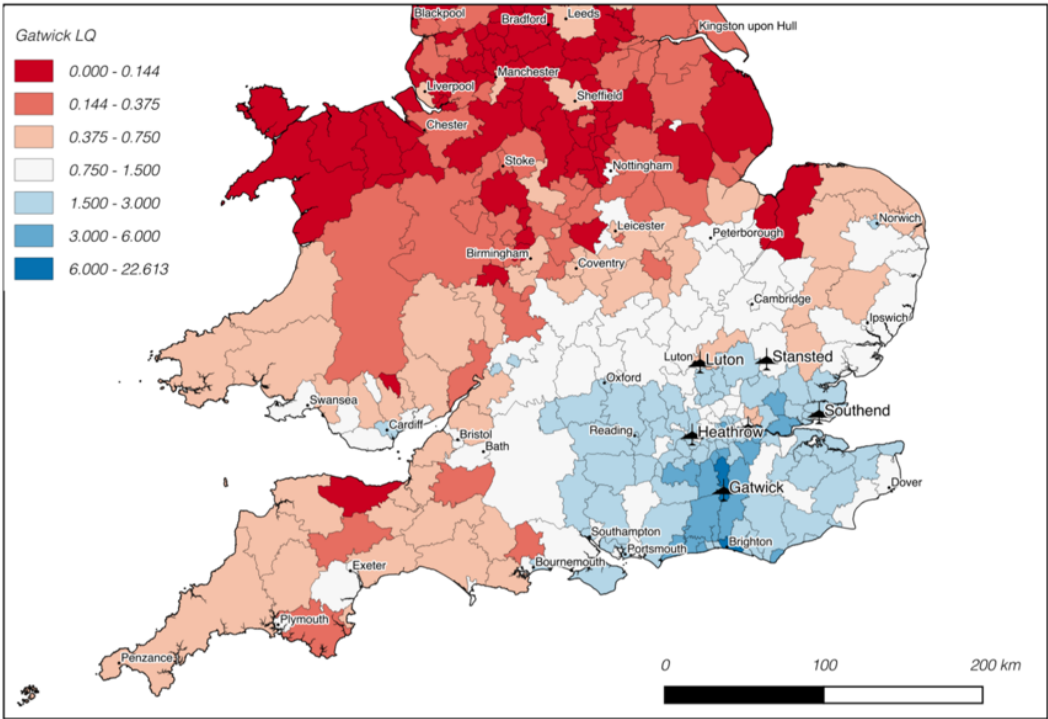 Gatwick LQ
0.000 - 0.144
0.144 - 0.375
0.375 - 0.750
0.750 - 1.500
1.500 - 3.000
3.000 - 6.000
6.000 - 22.613
Blackpool
Bradford
Leeds
Kingston upon Hull
Manchester
Liverpool
Sheffield
Chester
Stoke
Nottingham
Norwich
Leicester
Peterborough
Birmingham
Coventry
Cambridge
Ipswich
Luton
Luton
Stansted
Oxford
Swansea
Southend
Cardiff
Reading
Heathrow
Bristol
Bath
Gatwick
Dover
Southampton
Brighton
Portsmouth
Exeter
Bournemouth
Plymouth
Penzance
0
100
200 km